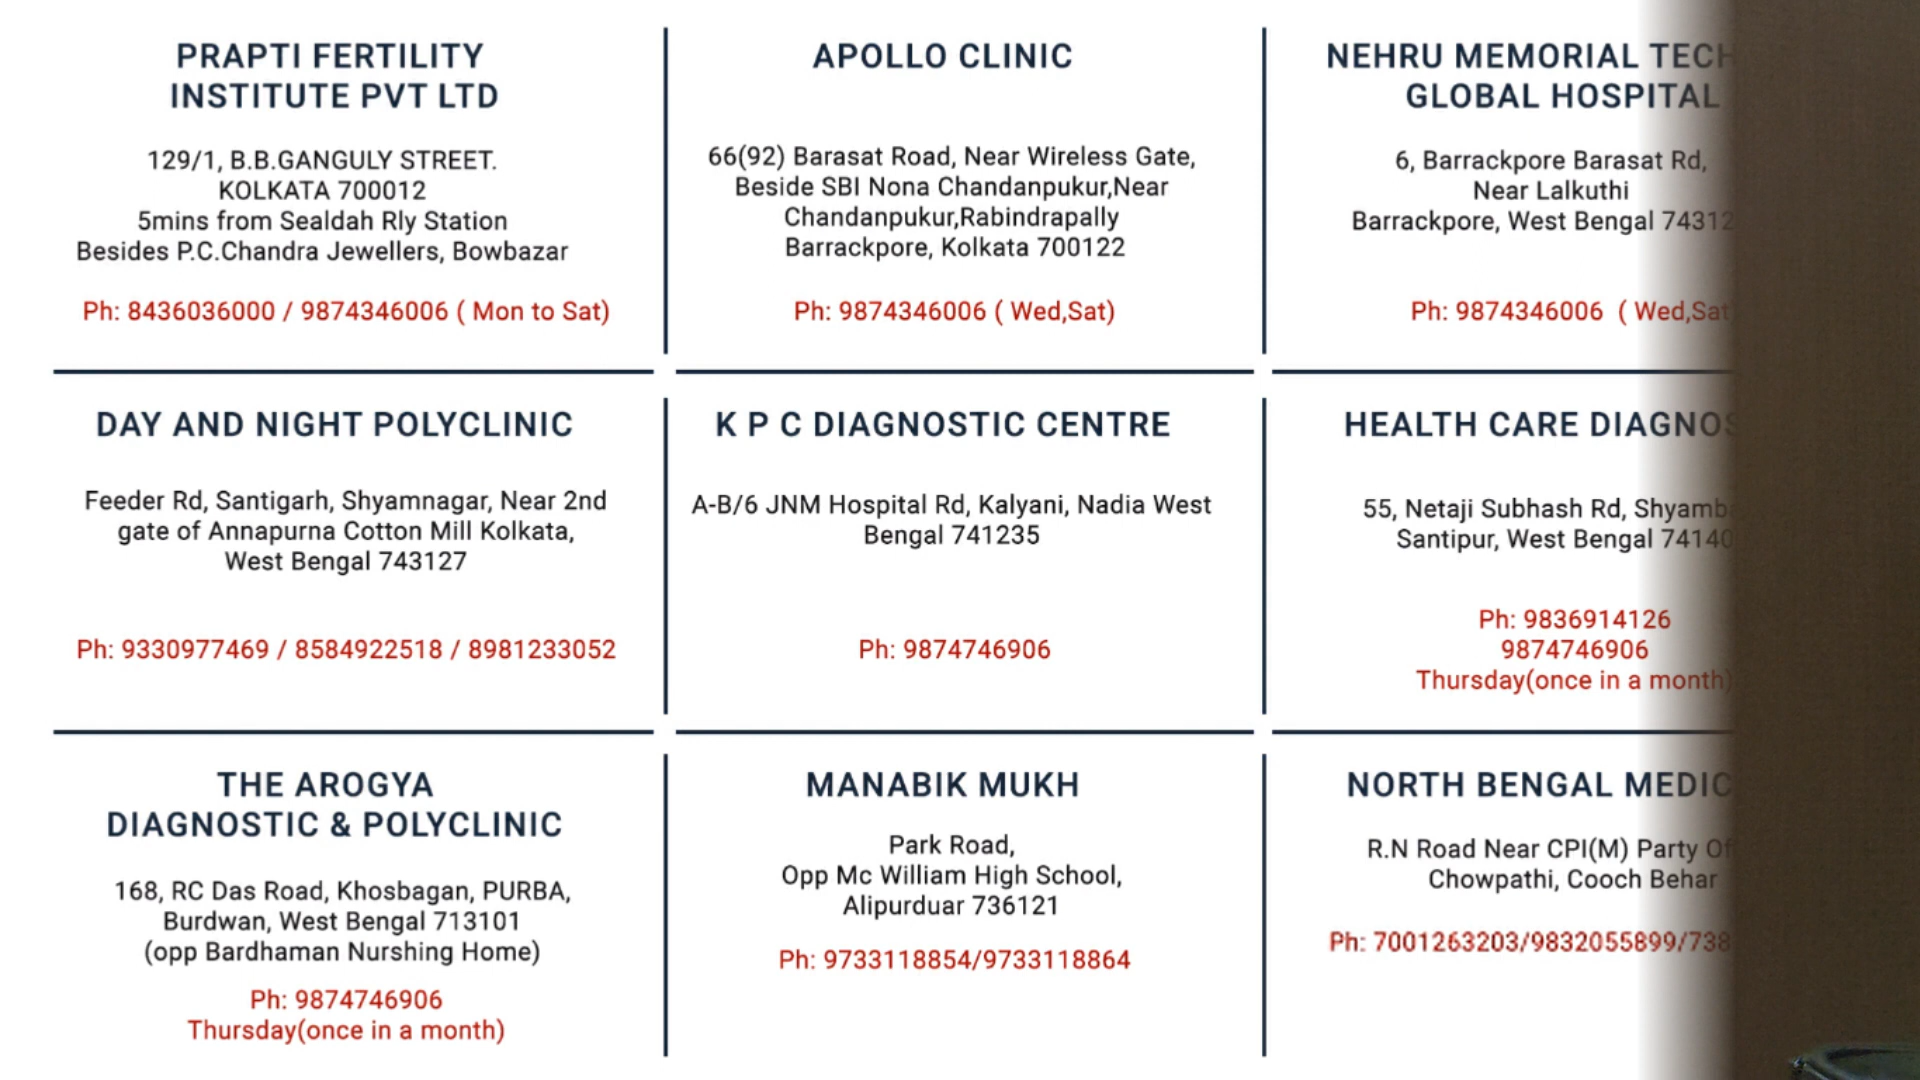 PRAPTI FERTILITY
INSTITUTE PVT LTD
129/1, B.B.GANGULY STREET.
KOLKATA 700012
5mins from Sealdah Rly Station
Besides P.C.Chandra Jewellers, Bowbazar
Ph: 8436036000 / 9874346006 ( Mon to Sat)
APOLLO CLINIC
66(92) Barasat Road, Near Wireless Gate,
Beside SBI Nona Chandanpukur,Near
Chandanpukur,Rabindrapally
Barrackpore, Kolkata 700122
Ph: 9874346006 ( Wed,Sat)
NEHRU MEMORIAL
GLOBAL HOSPITAL
6, Barrackpore Barasat Rd,
Near Lalkuthi
Barrackpore, West Bengal
Ph: 9874346006 ( Wed,Sat
DAY AND NIGHT POLYCLINIC
Feeder Rd, Santigarh, Shyamnagar, Near 2nd
gate of Annapurna Cotton Mill Kolkata,
West Bengal 743127
Ph: 9330977469 / 8584922518 / 8981233052
K P C DIAGNOSTIC CENTRE
A-B/6 JNM Hospital Rd, Kalyani, Nadia West
Bengal 741235
Ph: 9874746906
HEALTH CARE
55, Netaji Subhash Rd,
Santipur, West Bengal
Ph: 9836914126
9874746906
Thursday(once in a month)
THE AROGYA
DIAGNOSTIC & POLYCLINIC
168, RC Das Road, Khosbagan, PURBA,
Burdwan, West Bengal 713101
(opp Bardhaman Nurshing Home)
Ph: 9874746906
Thursday(once in a month)
MANABIK MUKH
Park Road,
Opp Mc William High School,
Alipurduar 736121
Ph: 9733118854/9733118864
NORTH BENGAL
R.N Road Near CPI(M) Party
Chowpathi, Cooch Behar
Ph: 7001263203/9832055899/